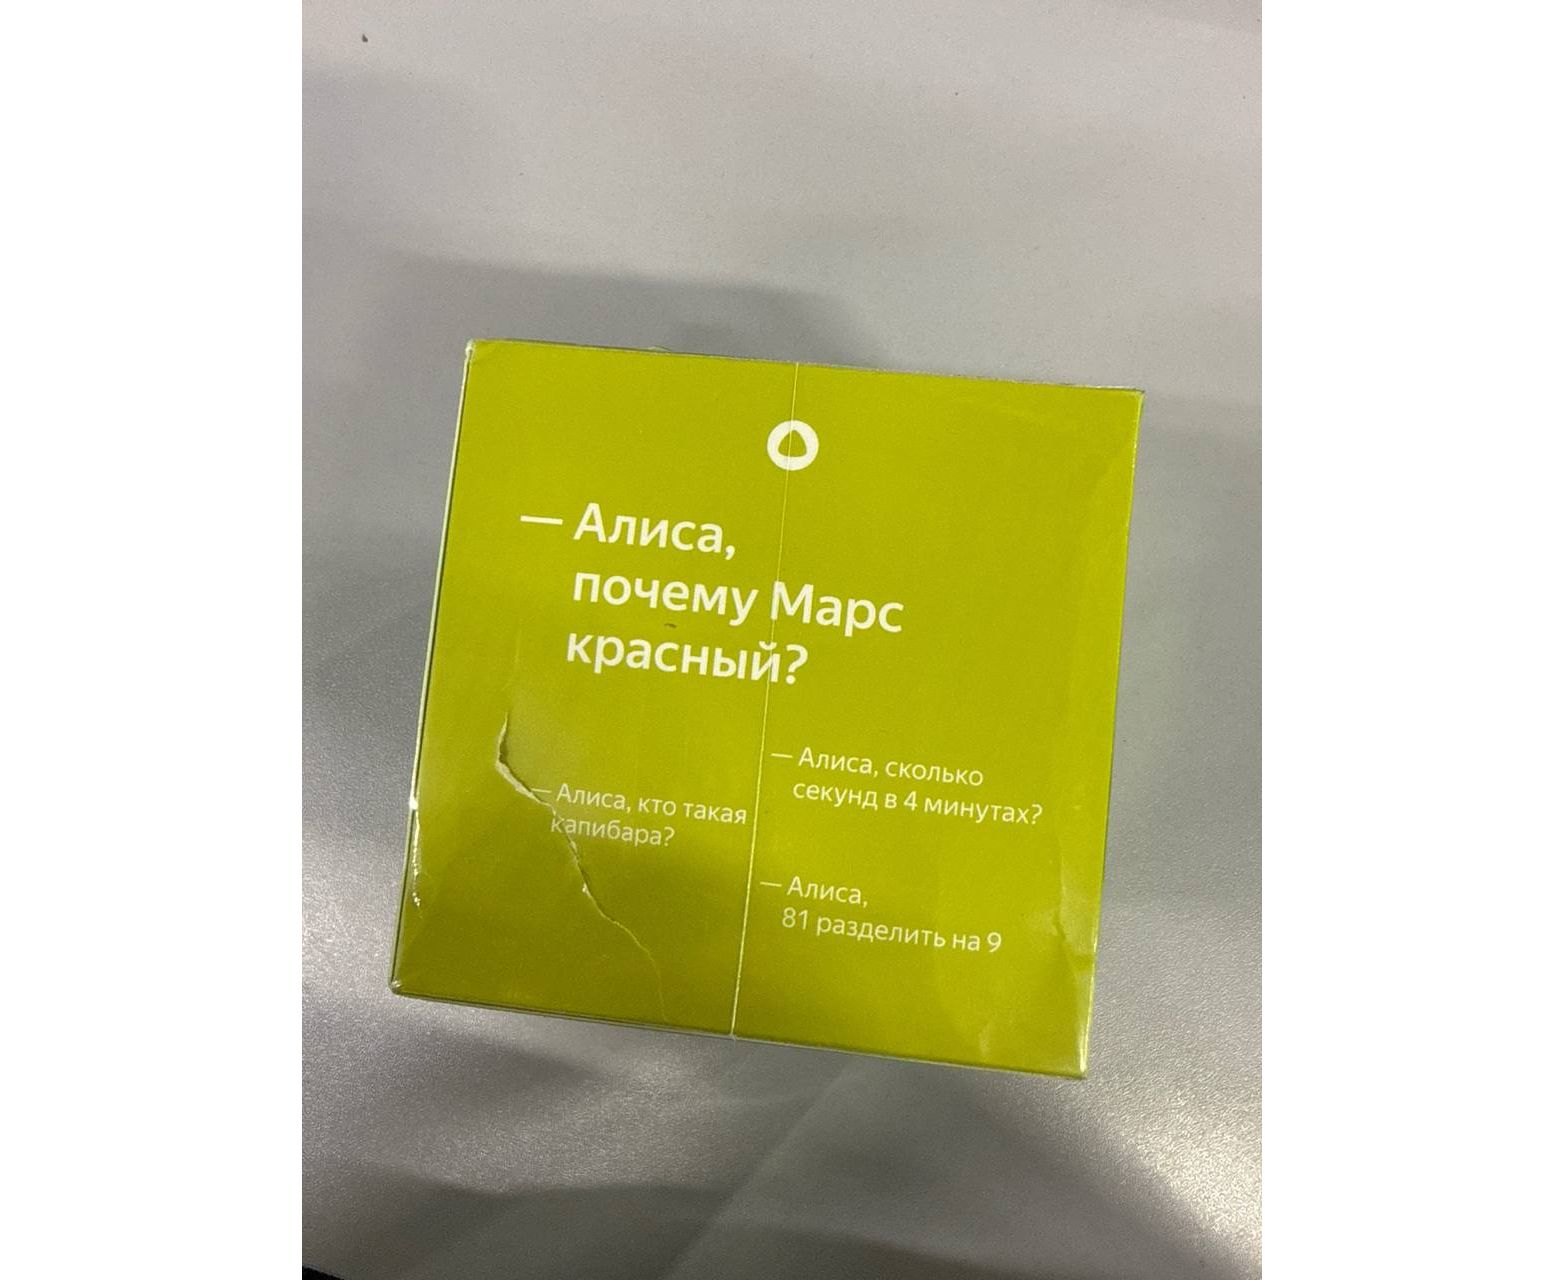 — Алиса,
почему Марс
красный?
— Алиса, сколько
секунд в 4 минутах?
— Алиса, кто такая
капибара?
— Алиса,
81 разделить на 9